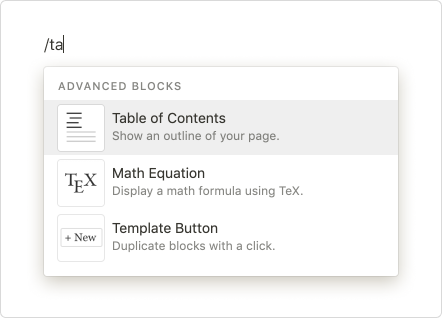 /ta
ADVANCED BLOCKS
Table of Contents
Show an outline of your page.
TEX
Math Equation
Display a math formula using TeX.
+ New
Template Button
Duplicate blocks with a click.